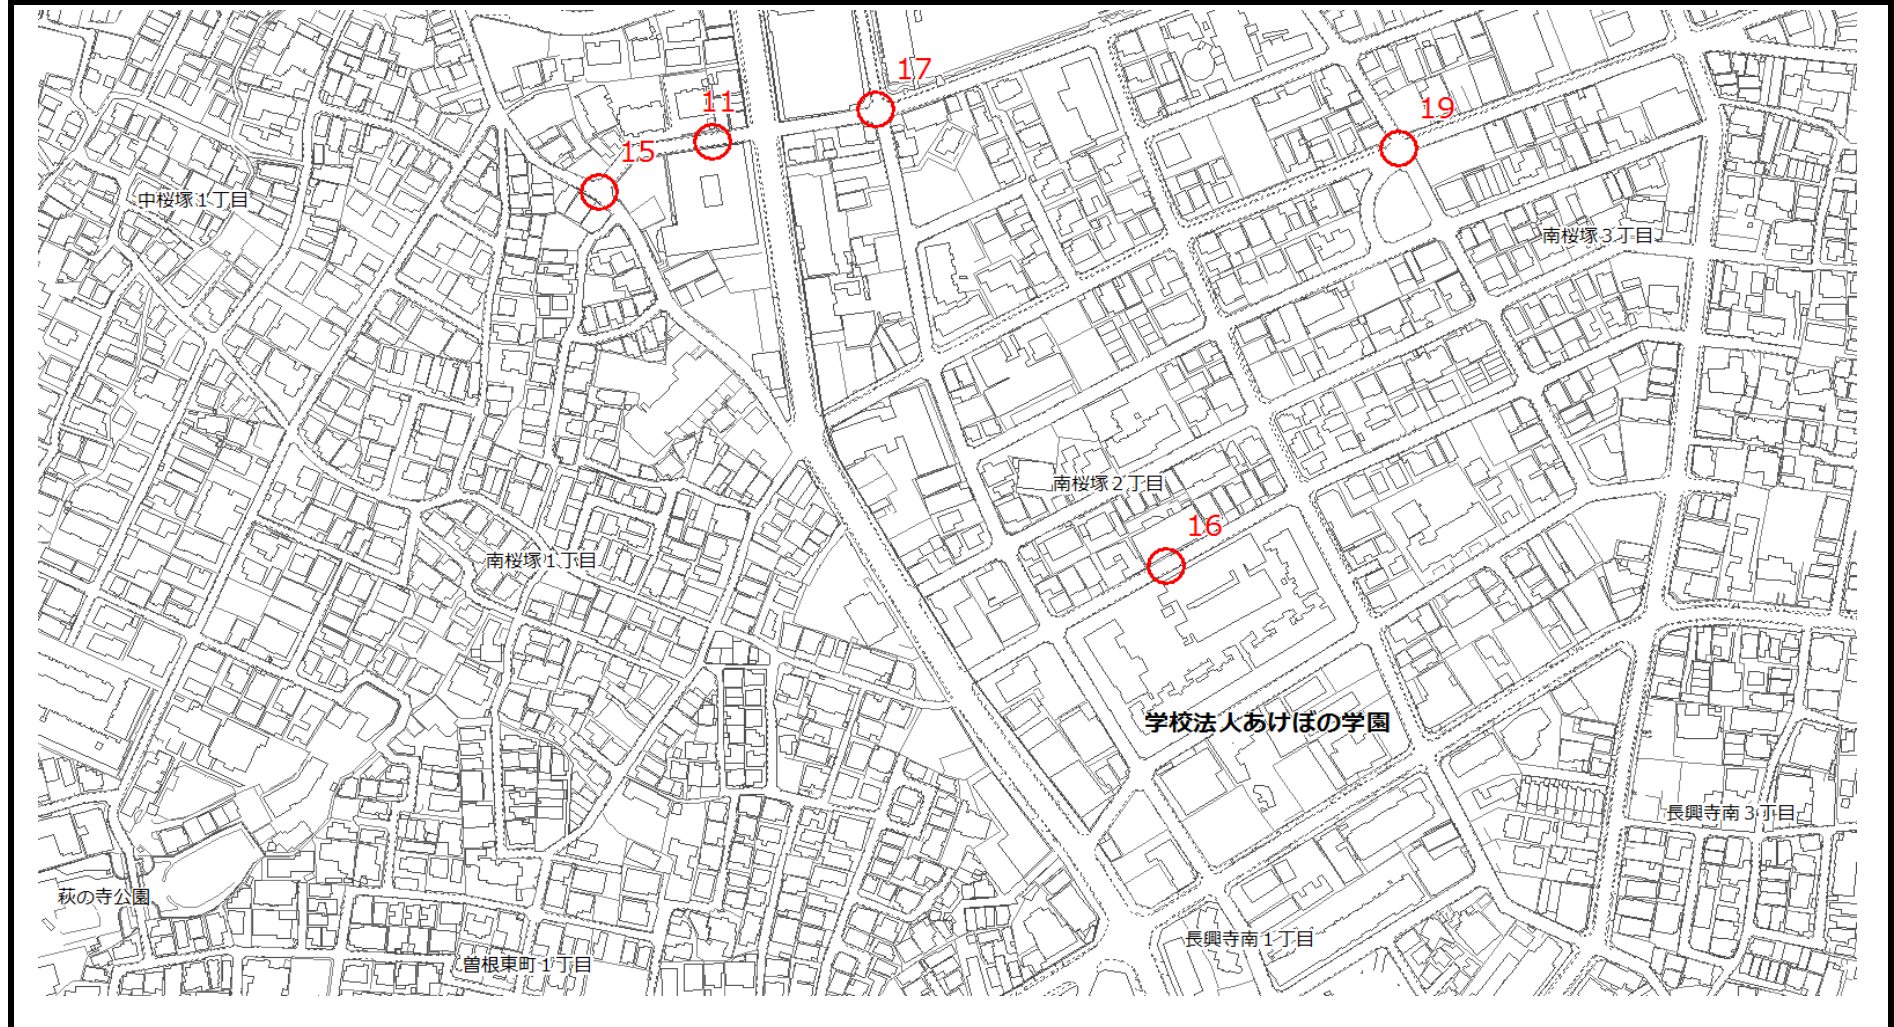 17
11
19
15
中桜塚１丁目
南桜塚３丁目
南桜塚２丁目
16
南桜塚１丁目
学校法人あけぼの学園
長興寺南３丁目
萩の寺公園
長興寺南１丁目
曽根東町１丁目